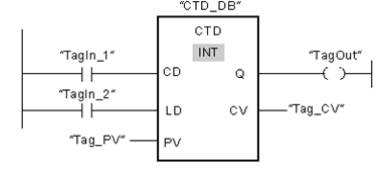 "CTD_DB"
CTD
INT
"TagIn_1"
CD
Q
"TagOut"
"TagIn_2"
LD
CV
"Tag_CV"
"Tag_PV"
PV